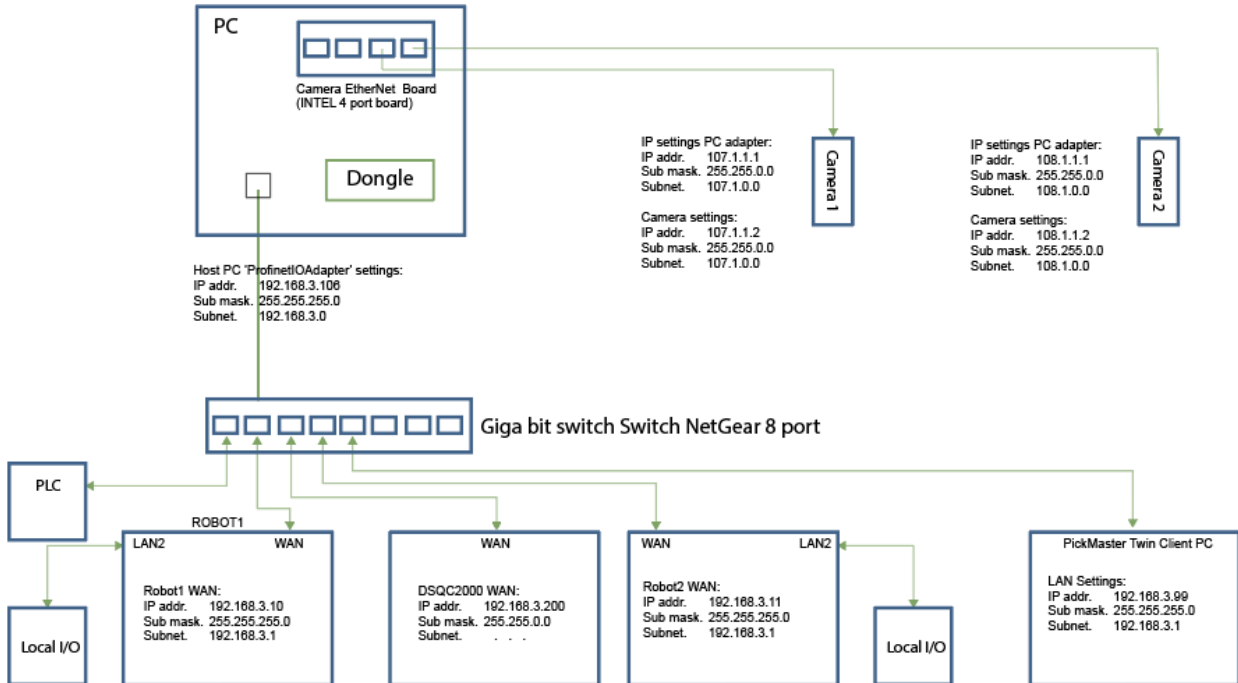 PC
Camera EtherNet Board
(INTEL 4 port board)
Dongle
IP settings PC adapter:
IP addr. 107.1.1.1
Sub mask. 255.255.0.0
Subnet. 107.1.0.0
Camera settings:
IP addr. 107.1.1.2
Sub mask. 255.255.0.0
Subnet. 107.1.0.0
Camera 1
IP settings PC adapter:
IP addr. 108.1.1.1
Sub mask. 255.255.0.0
Subnet. 108.1.0.0
Camera settings:
IP addr. 108.1.1.2
Sub mask. 255.255.0.0
Subnet. 108.1.0.0
Camera 2
Host PC 'ProfinetIOAdapter' settings:
IP addr. 192.168.3.106
Sub mask. 255.255.255.0
Subnet. 192.168.3.0
Giga bit switch Switch NetGear 8 port
PLC
ROBOT1
LAN2 WAN
Robot1 WAN:
IP addr. 192.168.3.10
Sub mask. 255.255.255.0
Subnet. 192.168.3.1
Local I/O
WAN
DSQC2000 WAN:
IP addr. 192.168.3.200
Sub mask. 255.255.0.0
Subnet. . . .
WAN LAN2
Robot2 WAN:
IP addr. 192.168.3.11
Sub mask. 255.255.255.0
Subnet. 192.168.3.1
Local I/O
PickMaster Twin Client PC
LAN Settings:
IP addr. 192.168.3.99
Sub mask. 255.255.255.0
Subnet. 192.168.3.1